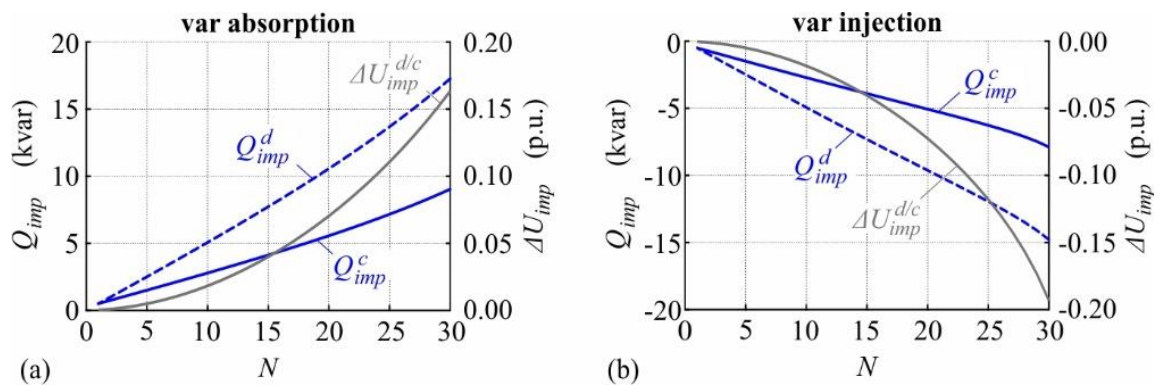 var absorption
20
15
10
5
0
Q_imp (kvar)
0.20
0.15
0.10
0.05
0.00
ΔU_imp (p.u.)
ΔU_imp^d/c
Q_imp^d
Q_imp^c
0 5 10 15 20 25 30
(a) N
var injection
0
-5
-10
-15
-20
Q_imp (kvar)
0.00
-0.05
-0.10
-0.15
-0.20
ΔU_imp (p.u.)
Q_imp^c
Q_imp^d
ΔU_imp^d/c
0 5 10 15 20 25 30
(b) N